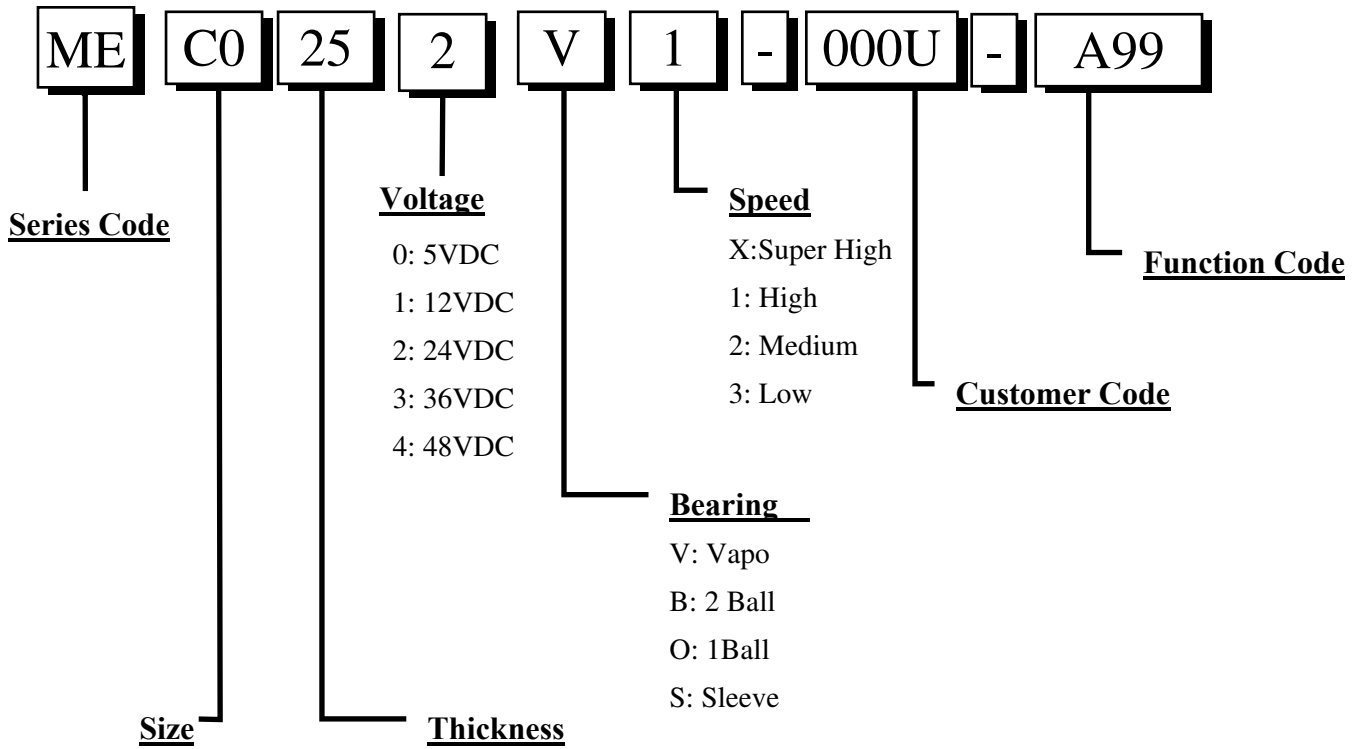 ME C0 25 2 V 1 - 000U - A99
Series Code
Voltage
0: 5VDC
1: 12VDC
2: 24VDC
3: 36VDC
4: 48VDC
Speed
X:Super High
1: High
2: Medium
3: Low
Function Code
Customer Code
Bearing
V: Vapo
B: 2 Ball
O: 1Ball
S: Sleeve
Size
Thickness